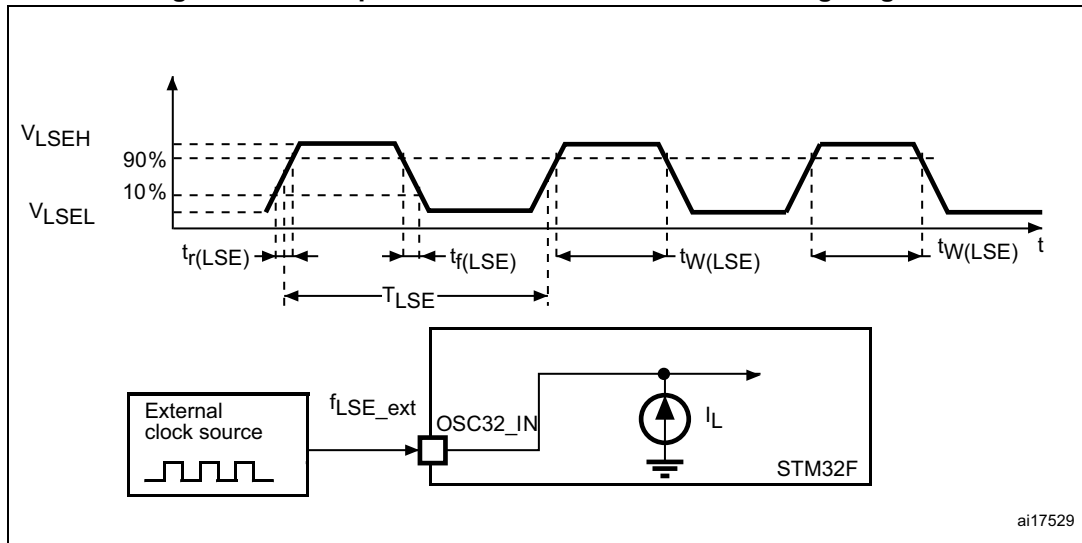 VLSEH
90%
10%
VLSEL
tr(LSE)
tf(LSE)
tW(LSE)
tW(LSE)
t
TLSE
External
clock source
fLSE_ext
OSC32_IN
IL
STM32F
ai17529